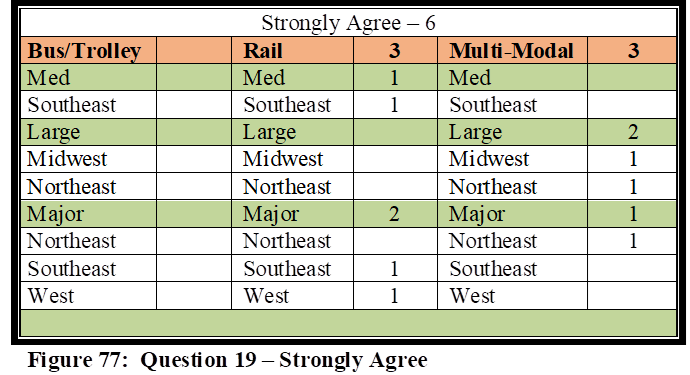 Strongly Agree – 6
Bus/Trolley Rail 3 Multi-Modal 3
Med Med 1 Med
Southeast Southeast 1 Southeast
Large Large Large 2
Midwest Midwest Midwest 1
Northeast Northeast Northeast 1
Major Major 2 Major 1
Northeast Northeast Northeast 1
Southeast Southeast 1 Southeast
West West 1 West
Figure 77: Question 19 – Strongly Agree